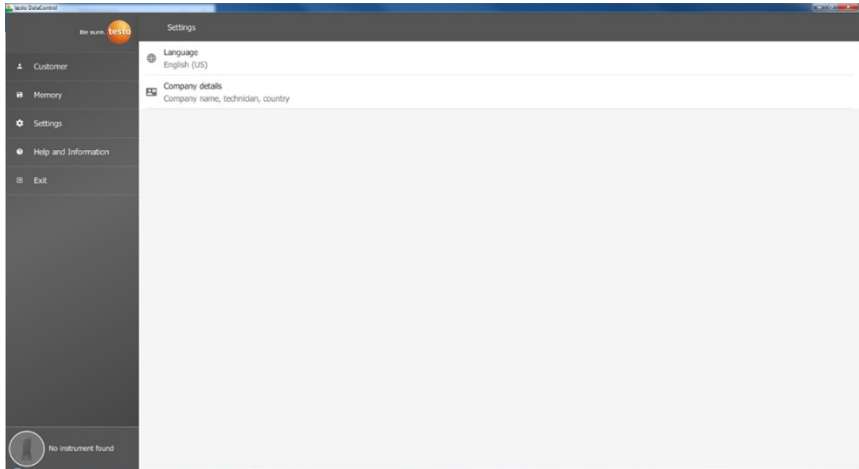 testo DataControl
Be sure. testo
Settings
Customer
Memory
Settings
Help and Information
Exit
Language
English (US)
Company details
Company name, technician, country
No instrument found